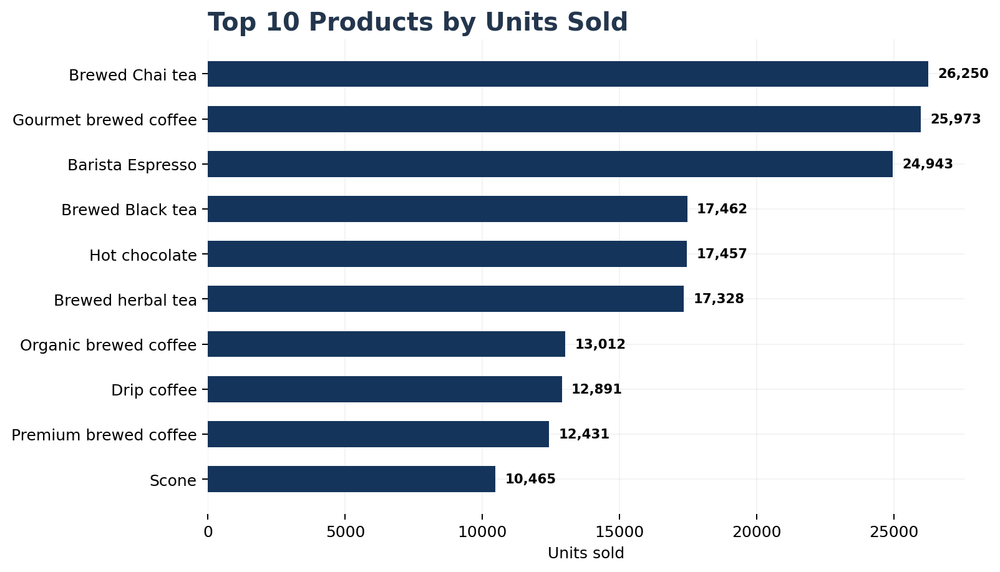 Top 10 Products by Units Sold
Brewed Chai tea 26,250
Gourmet brewed coffee 25,973
Barista Espresso 24,943
Brewed Black tea 17,462
Hot chocolate 17,457
Brewed herbal tea 17,328
Organic brewed coffee 13,012
Drip coffee 12,891
Premium brewed coffee 12,431
Scone 10,465
0 5000 10000 15000 20000 25000
Units sold